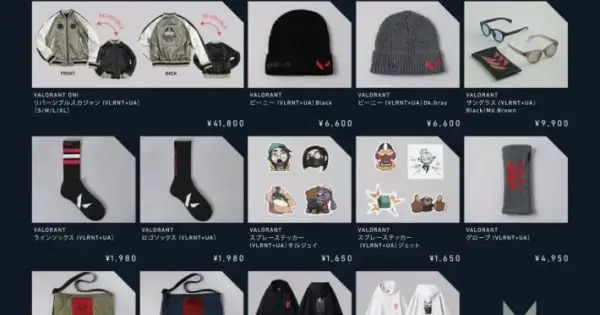 REVERSIBLE
REVERSIBLE
FRONT
BACK
VALORANT ONI
リバーシブルスカジャン (VLRNT×UA)
(S/M/L/XL)
¥41,800
VALORANT
ビーニー (VLRNT×UA) Black
¥6,600
VALORANT
ビーニー (VLRNT×UA) Dk.Gray
¥6,600
VALORANT
サングラス (VLRNT×UA)
Black/Md.Brown
¥9,900
VALORANT
ラインソックス (VLRNT×UA)
¥1,980
VALORANT
ロゴソックス (VLRNT×UA)
¥1,980
VALORANT
スプレーステッカー
(VLRNT×UA) キルジョイ
¥1,650
VALORANT
スプレーステッカー
(VLRNT×UA) ジェット
¥1,650
VALORANT
グローブ (VLRNT×UA)
¥4,950